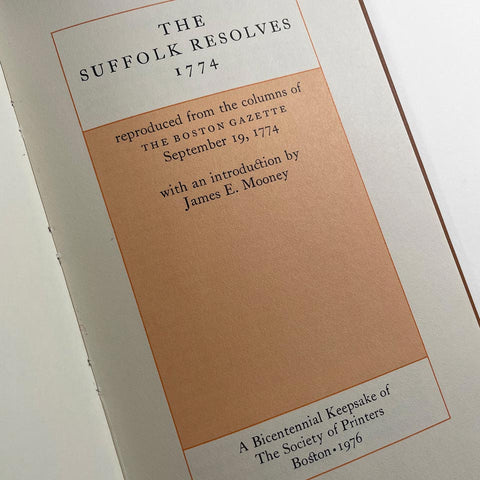 THE
SUFFOLK RESOLVES
1774
reproduced from the columns of
THE BOSTON GAZETTE
September 19, 1774
with an introduction by
James E. Mooney
A Bicentennial Keepsake of
The Society of Printers
Boston • 1976